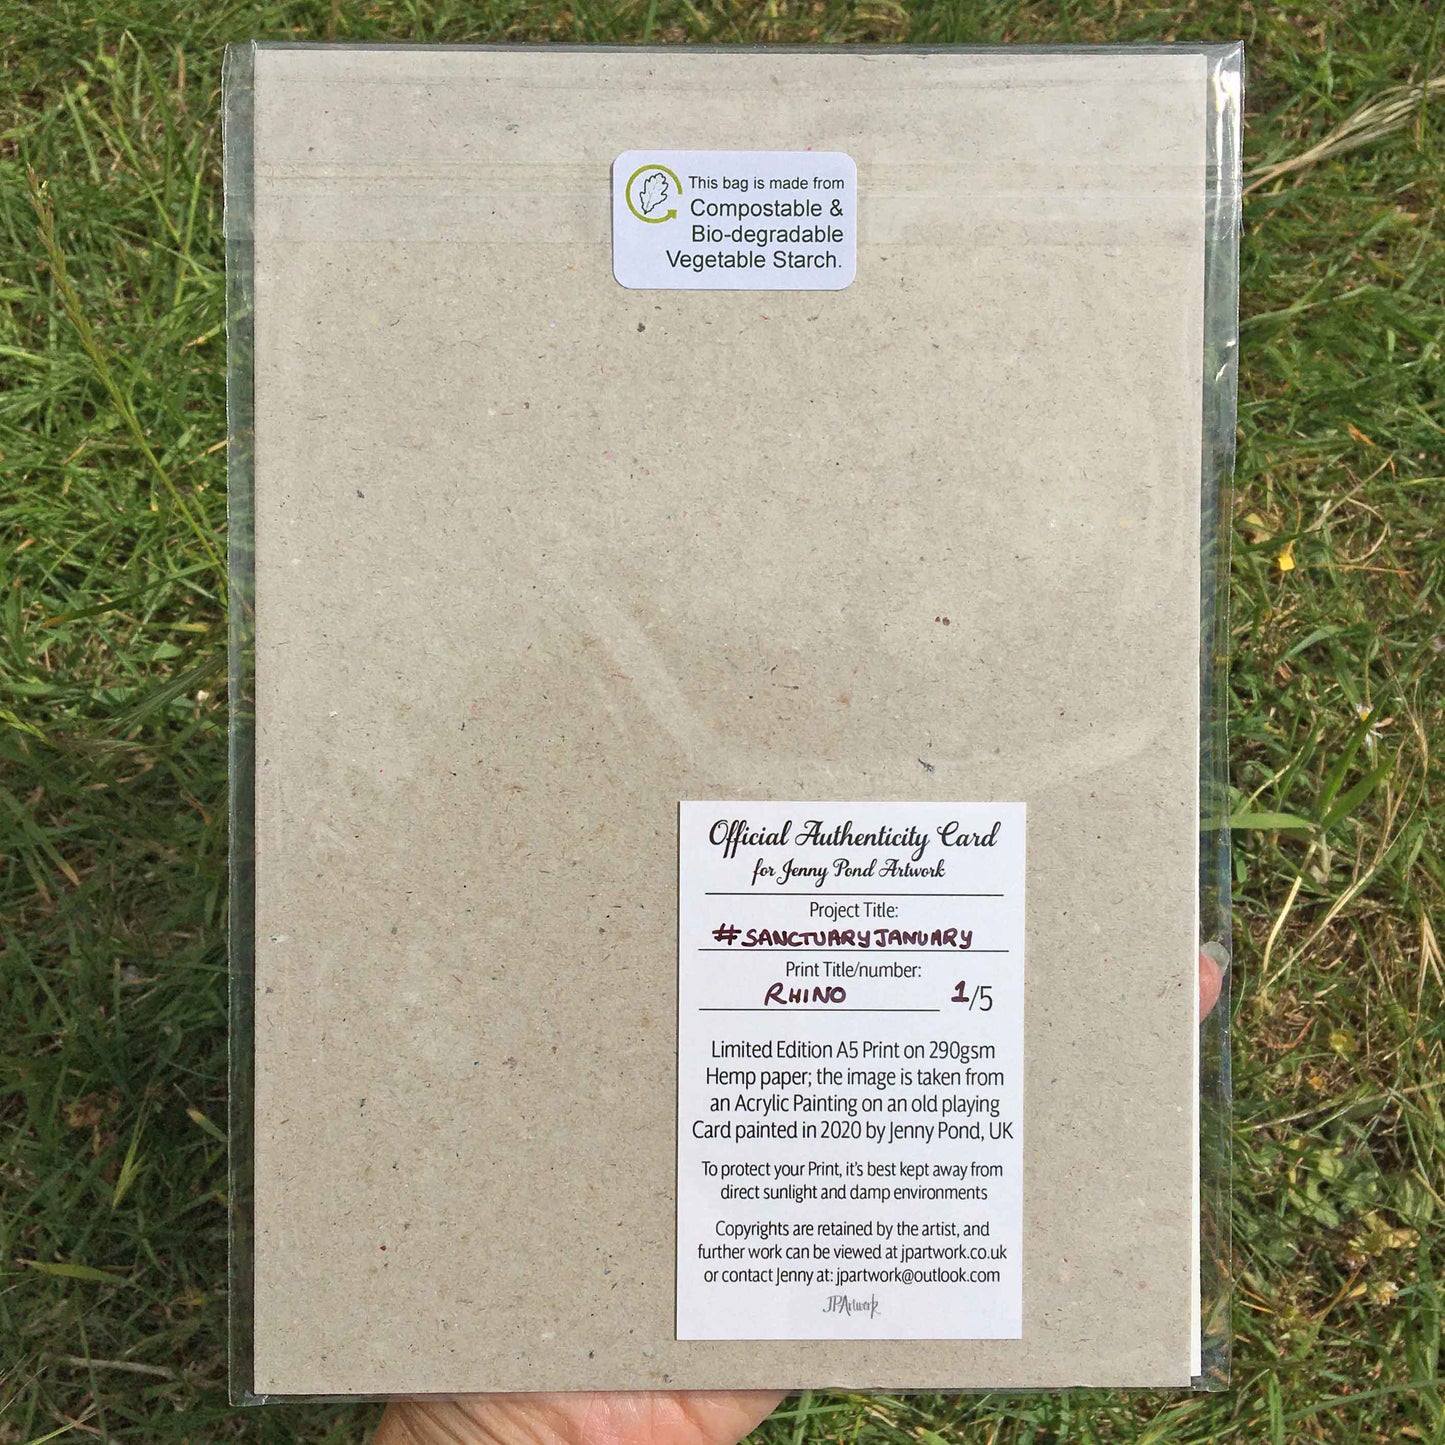 This bag is made from
Compostable &
Bio-degradable
Vegetable Starch.
Official Authenticity Card
for Jenny Pond Artwork
Project Title:
#SANCTUARYJANUARY
Print Title/number:
RHINO 1/5
Limited Edition A5 Print on 290gsm
Hemp paper; the image is taken from
an Acrylic Painting on an old playing
Card painted in 2020 by Jenny Pond, UK
To protect your Print, it's best kept away from
direct sunlight and damp environments
Copyrights are retained by the artist, and
further work can be viewed at jpartwork.co.uk
or contact Jenny at: jpartwork@outlook.com
JPArtwork